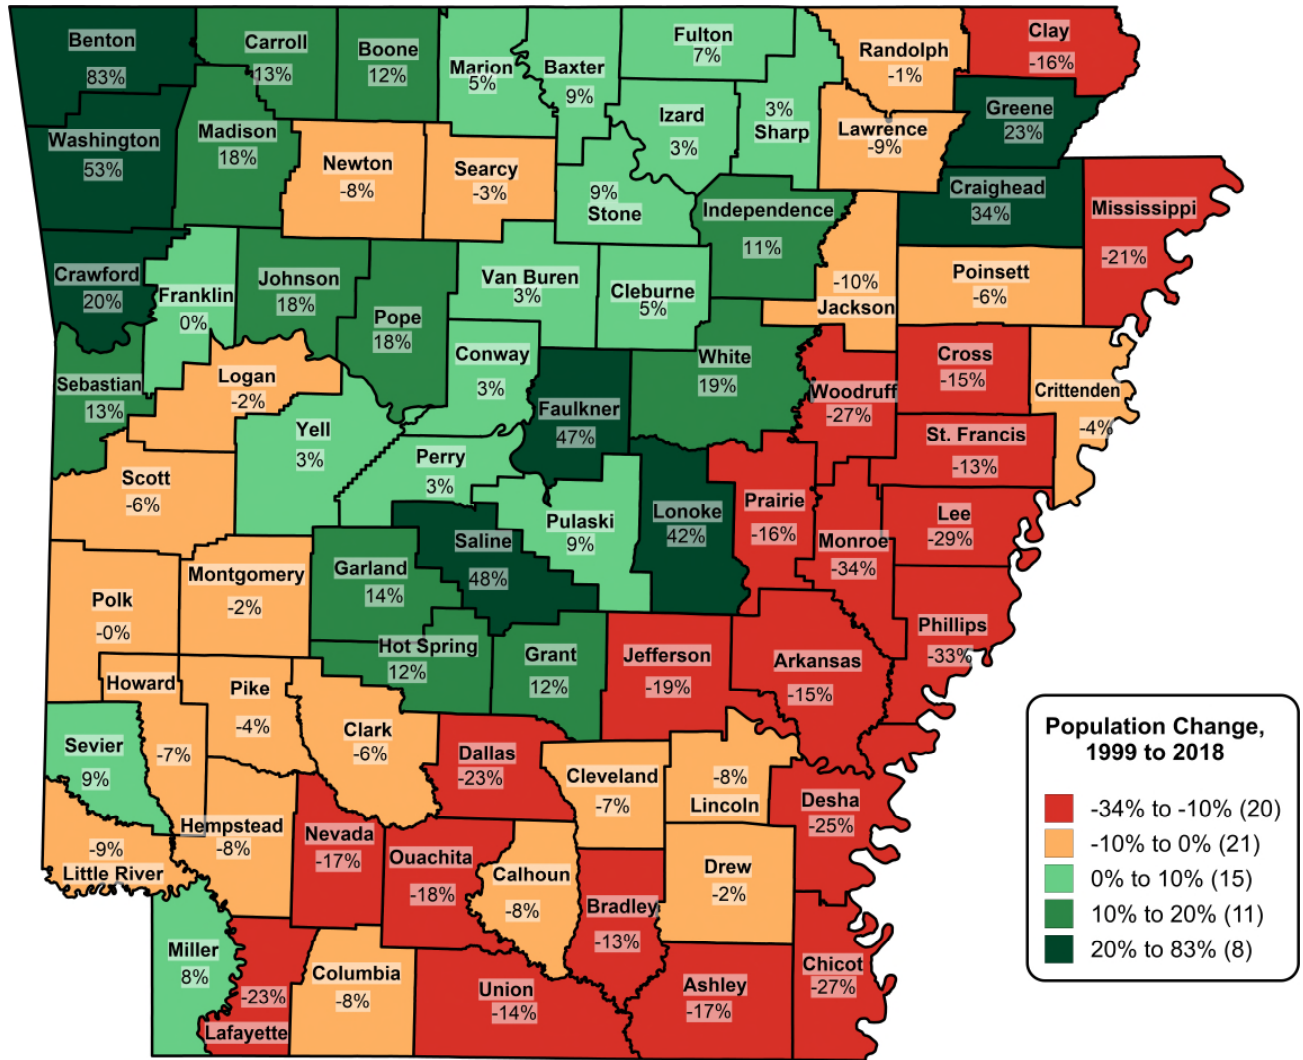 Benton
83%
Carroll
13%
Boone
12%
Marion
5%
Baxter
9%
Fulton
7%
Randolph
-1%
Clay
-16%
Washington
53%
Madison
18%
Newton
-8%
Searcy
-3%
Izard
3%
3%
Sharp
Lawrence
-9%
Greene
23%
9%
Stone
Independence
11%
Craighead
34%
Mississippi
-21%
Crawford
20%
Franklin
0%
Johnson
18%
Pope
18%
Van Buren
3%
Cleburne
5%
-10%
Jackson
Poinsett
-6%
Sebastian
13%
Logan
-2%
Conway
3%
White
19%
Woodruff
-27%
Cross
-15%
Crittenden
-4%
Yell
3%
Faulkner
47%
St. Francis
-13%
Scott
-6%
Perry
3%
Pulaski
9%
Lonoke
42%
Prairie
-16%
Monroe
-34%
Lee
-29%
Saline
48%
Garland
14%
Montgomery
-2%
Polk
-0%
Phillips
-33%
Hot Spring
12%
Grant
12%
Jefferson
-19%
Arkansas
-15%
Howard
-7%
Pike
-4%
Clark
-6%
Sevier
9%
Dallas
-23%
Cleveland
-7%
-8%
Lincoln
Desha
-25%
-9%
Little River
Hempstead
-8%
Nevada
-17%
Ouachita
-18%
Calhoun
-8%
Bradley
-13%
Drew
-2%
Miller
8%
-23%
Lafayette
Columbia
-8%
Union
-14%
Ashley
-17%
Chicot
-27%
Population Change,
1999 to 2018
-34% to -10% (20)
-10% to 0% (21)
0% to 10% (15)
10% to 20% (11)
20% to 83% (8)